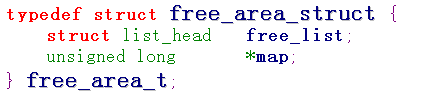 typedef struct free_area_struct {
    struct list_head   free_list;
    unsigned long      *map;
} free_area_t;